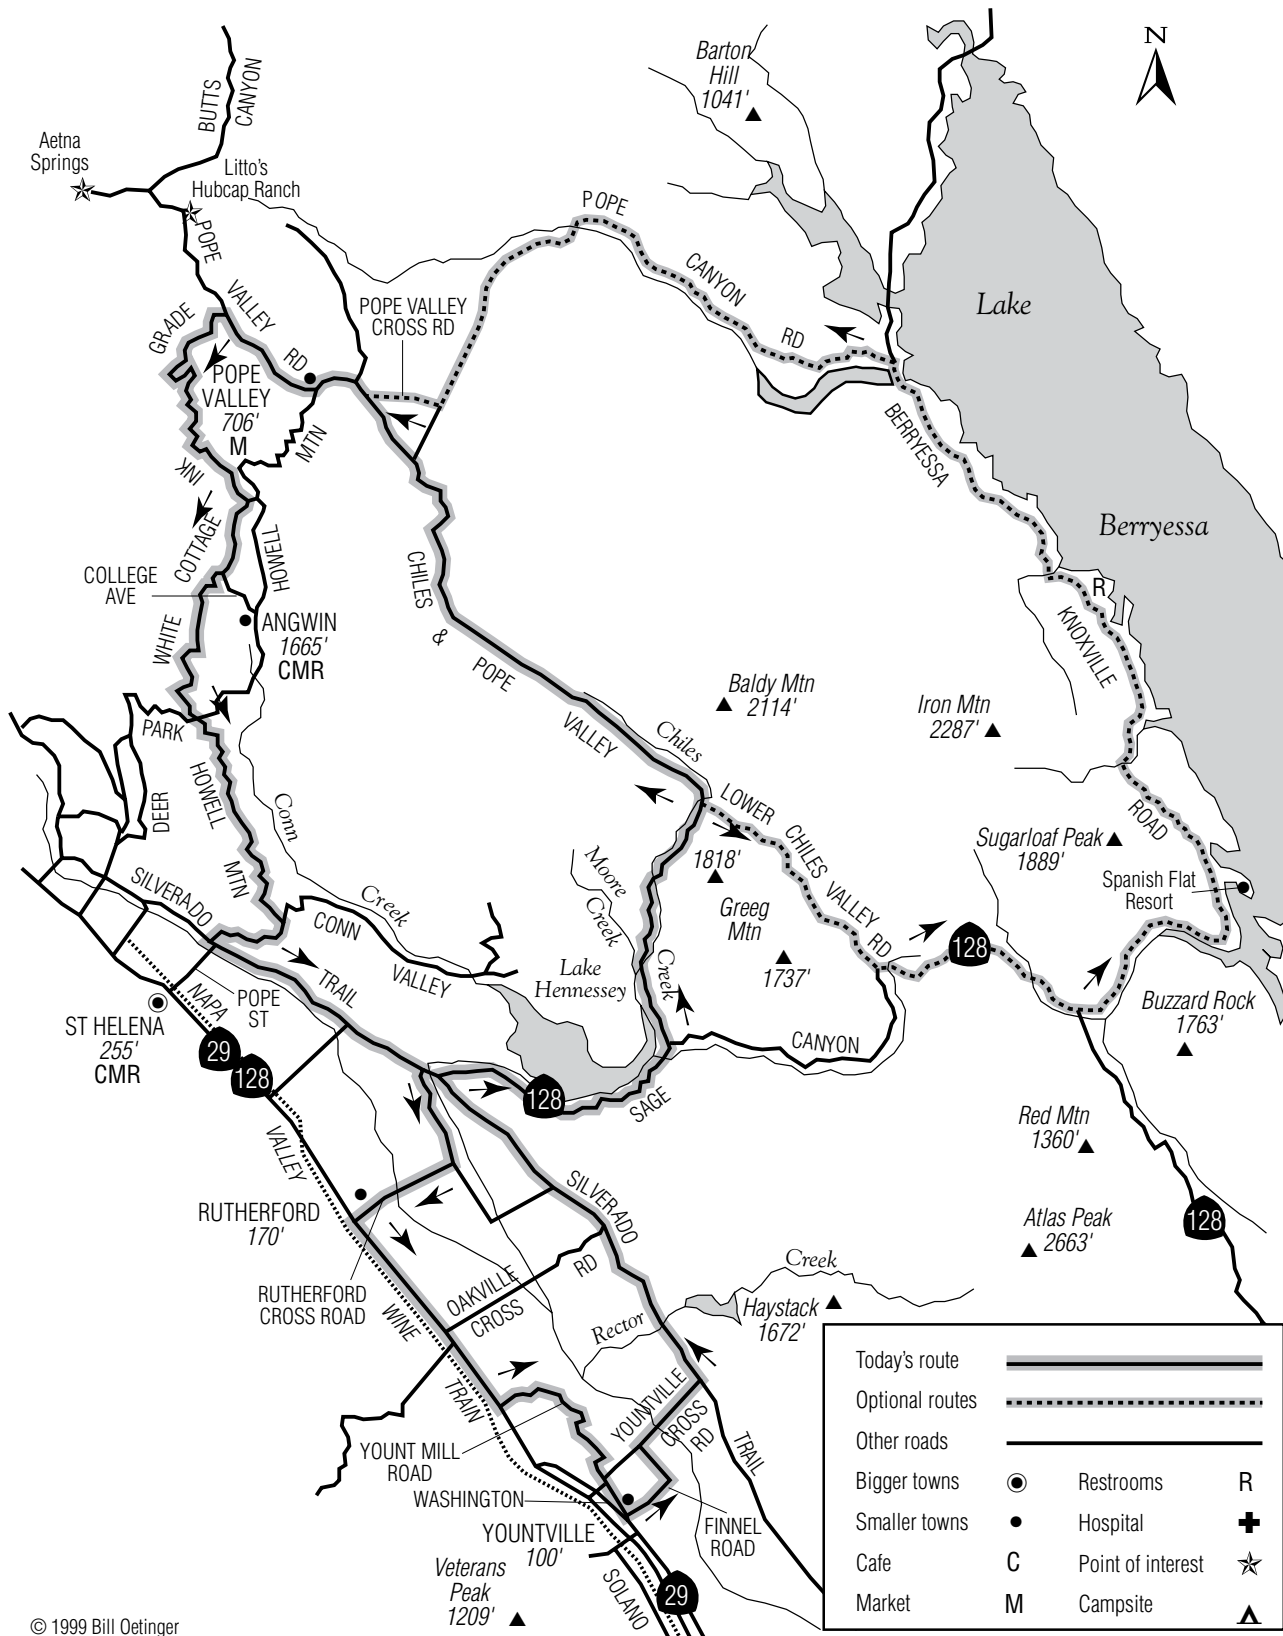 Barton
Hill
1041'
N
BUTTS
CANYON
Aetna
Springs
Litto's
Hubcap Ranch
POPE
VALLEY
RD
POPE
CANYON
RD
POPE VALLEY
CROSS RD
Lake
Berryessa
GRADE
POPE
VALLEY
706'
M
MTN
INK
COTTAGE
HOWELL
BERRYESSA
COLLEGE
AVE
WHITE
ANGWIN
1665'
CMR
CHILES
&
POPE
VALLEY
R
KNOXVILLE
ROAD
Baldy Mtn
2114'
Iron Mtn
2287'
PARK
DEER
HOWELL
MTN
Conn
Creek
Chiles
Creek
LOWER
CHILES
VALLEY
RD
1818'
Greeg
Mtn
1737'
Sugarloaf Peak
1889'
Spanish Flat
Resort
Moore
Creek
SILVERADO
TRAIL
CONN
VALLEY
Lake
Hennessey
128
Buzzard Rock
1763'
POPE
ST
ST HELENA
255'
CMR
NAPA
VALLEY
WINE
TRAIN
29
128
CANYON
SAGE
128
Red Mtn
1360'
RUTHERFORD
170'
SILVERADO
TRAIL
Atlas Peak
2663'
128
RUTHERFORD
CROSS ROAD
OAKVILLE
CROSS
RD
Creek
Rector
Haystack
1672'
YOUNTVILLE
CROSS
RD
YOUNT MILL
ROAD
WASHINGTON
YOUNTVILLE
100'
FINNEL
ROAD
Veterans
Peak
1209'
SOLANO
29
Today's route
Optional routes
Other roads
Bigger towns
Restrooms R
Smaller towns
Hospital
Cafe C
Point of interest
Market M
Campsite
© 1999 Bill Oetinger